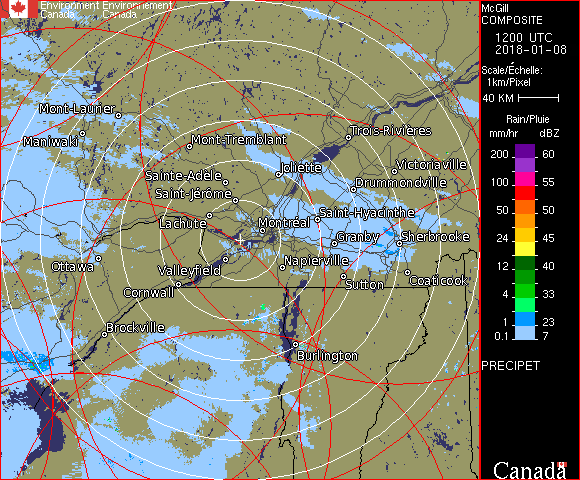 Environment Environnement
Canada Canada
McGill
COMPOSITE
1200 UTC
2018-01-08
Scale/Échelle:
1km/Pixel
40 KM
Rain/Pluie
mm/hr dBZ
200 60
150 57
100 55
50 50
24 45
12 40
4 33
1 23
0.1 7
PRECIPET
Canada
Mont-Laurier
Maniwaki
Mont-Tremblant
Trois-Rivières
Sainte-Adèle
Joliette
Victoriaville
Saint-Jérôme
Drummondville
Lachute
Saint-Hyacinthe
Montréal
Granby
Sherbrooke
Ottawa
Valleyfield
Napierville
Cornwall
Sutton
Coaticook
Brockville
Burlington